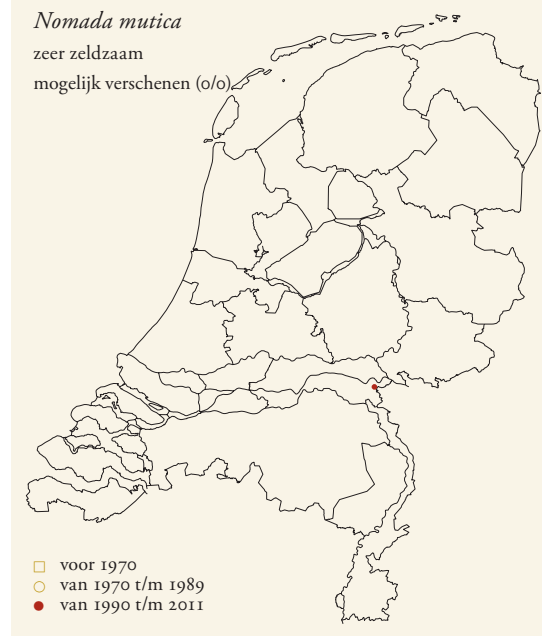 Nomada mutica
zeer zeldzaam
mogelijk verschenen (0/0)
voor 1970
van 1970 t/m 1989
van 1990 t/m 2011